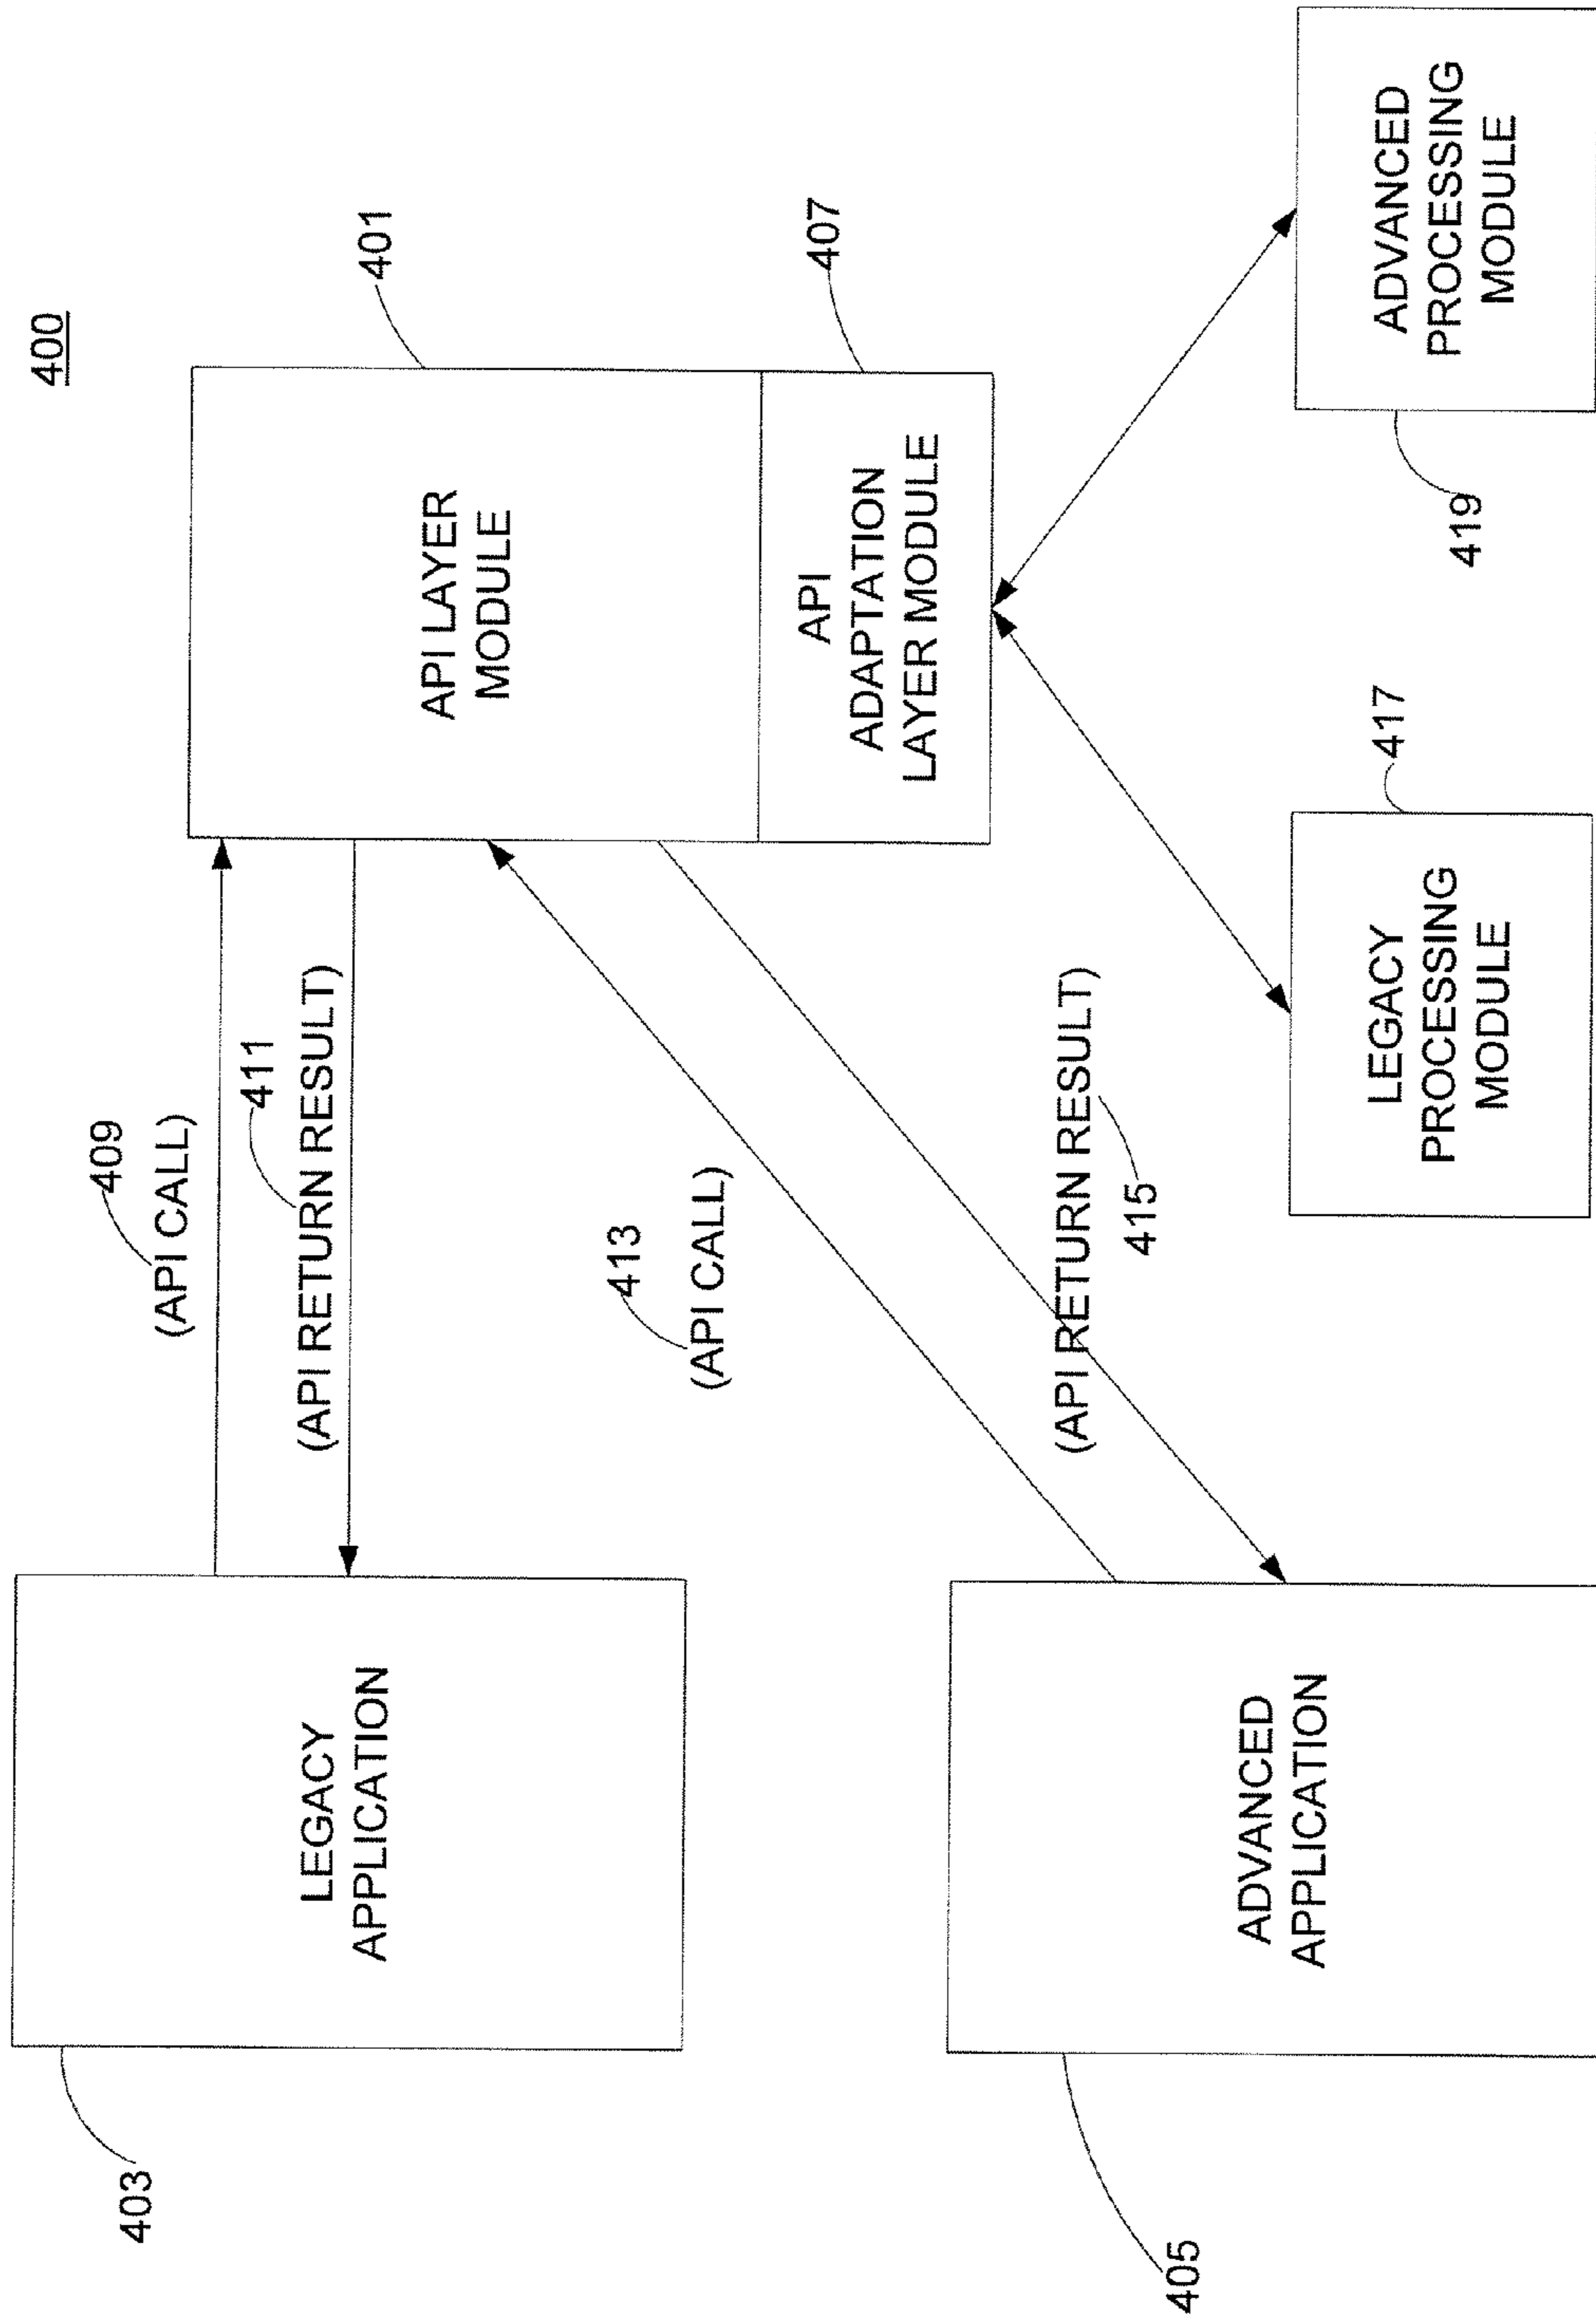 400
403
LEGACY
APPLICATION
409
(API CALL)
411
(API RETURN RESULT)
API LAYER
MODULE
401
API
ADAPTATION
LAYER MODULE
407
413
(API CALL)
(API RETURN RESULT)
415
405
ADVANCED
APPLICATION
LEGACY
PROCESSING
MODULE
417
ADVANCED
PROCESSING
MODULE
419